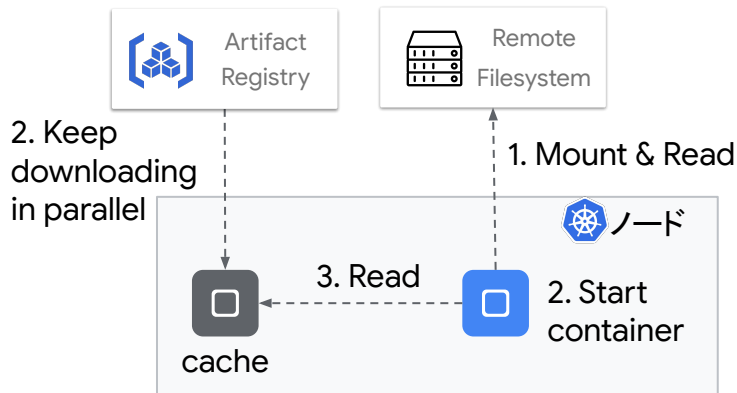 Artifact
Registry
Remote
Filesystem
2. Keep
downloading
in parallel
1. Mount & Read
ノード
3. Read
2. Start
container
cache